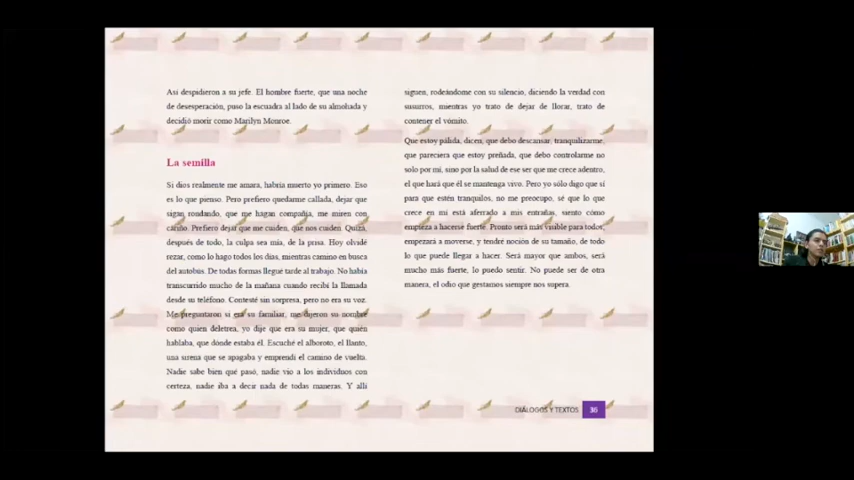 Así despidieron a su jefe. El hombre fuerte, que una noche
de desesperación, puso la escuadra al lado de su almohada y
decidió morir como Marilyn Monroe.
La semilla
Si dios realmente me amara, habría muerto yo primero. Eso
es lo que pienso. Pero prefiero quedarme callada, dejar que
sigan rondando, que me hagan compañía, me miren con
cariño. Prefiero dejar que me cuiden, que nos cuiden. Quizá,
después de todo, la culpa sea mía, de la prisa. Hoy olvidé
rezar, como lo hago todos los días, mientras camino en busca
del autobús. De todas formas llegué tarde al trabajo. No había
transcurrido mucho de la mañana cuando recibí la llamada
desde su teléfono. Contesté sin sorpresa, pero no era su voz.
Me preguntaron si era su familiar, me dijeron su nombre
como quien deletrea, yo dije que era su mujer, que quién
hablaba, que dónde estaba él. Escuché el alboroto, el llanto,
una sirena que se apagaba y emprendí el camino de vuelta.
Nadie sabe bien qué pasó, nadie vio a los individuos con
certeza, nadie iba a decir nada de todas maneras. Y allí
siguen, rodeándome con su silencio, diciendo la verdad con
susurros, mientras yo trato de dejar de llorar, trato de
contener el vómito.
Que estoy pálida, dicen, que debo descansar, tranquilizarme,
que pareciera que estoy preñada, que debo controlarme no
solo por mí, sino por la salud de ese ser que me crece adentro,
el que hará que él se mantenga vivo. Pero yo sólo digo que sí
para que estén tranquilos, no me preocupo, sé que lo que
crece en mí está aferrado a mis entrañas, siento cómo
empieza a hacerse fuerte. Pronto será más visible para todos,
empezará a moverse, y tendré noción de su tamaño, de todo
lo que puede llegar a hacer. Será mayor que ambos, será
mucho más fuerte, lo puedo sentir. No puede ser de otra
manera, el odio que gestamos siempre nos supera.
DIÁLOGOS Y TEXTOS 36